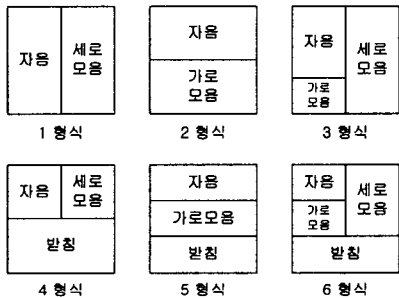 자음 세로 모음
1 형식
자음
가로 모음
2 형식
자음
가로 모음
세로 모음
3 형식
자음 세로 모음
받침
4 형식
자음
가로모음
받침
5 형식
자음
가로 모음
세로 모음
받침
6 형식